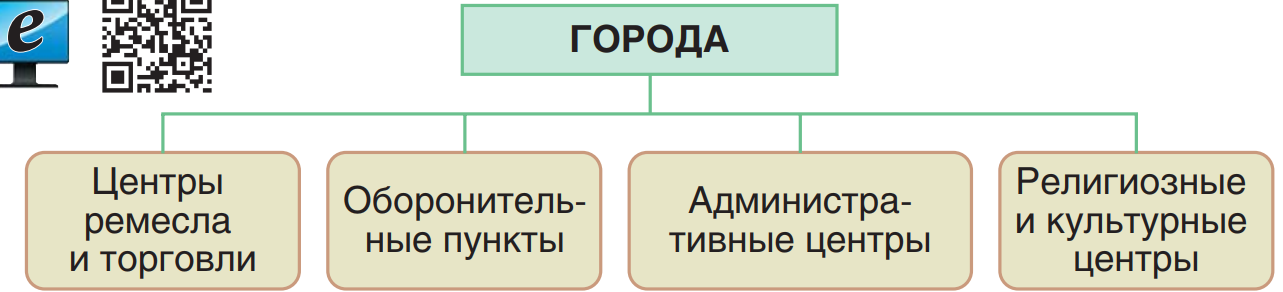 e
ГОРОДА
Центры
ремесла
и торговли
Оборонитель-
ные пункты
Администра-
тивные центры
Религиозные
и культурные
центры